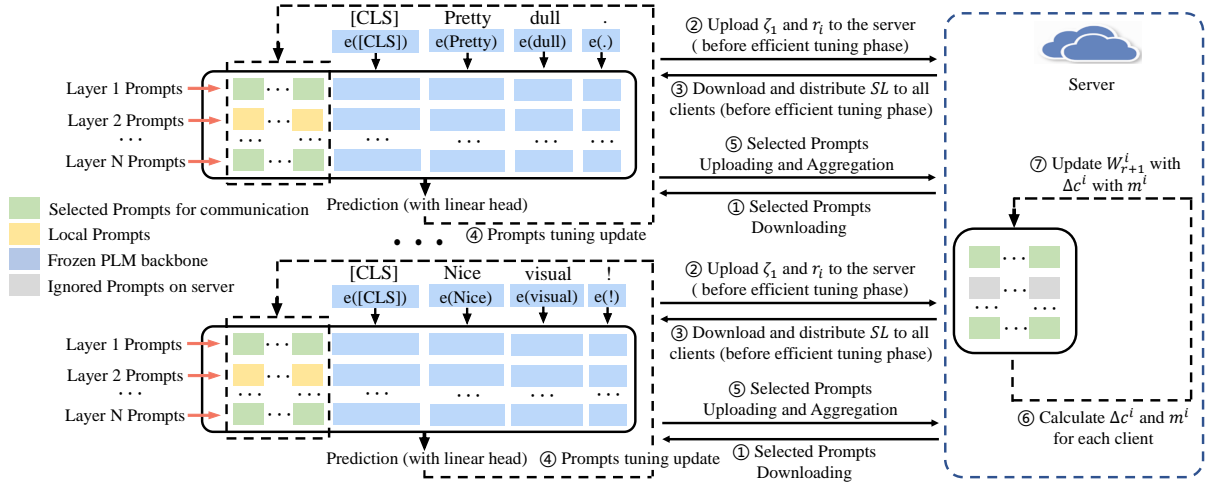 [CLS] Pretty dull .
e([CLS]) e(Pretty) e(dull) e(.)
Layer 1 Prompts
Layer 2 Prompts
...
Layer N Prompts
Prediction (with linear head)
④ Prompts tuning update
② Upload ζ₁ and rᵢ to the server
( before efficient tuning phase)
③ Download and distribute SL to all
clients (before efficient tuning phase)
⑤ Selected Prompts
Uploading and Aggregation
① Selected Prompts
Downloading
Selected Prompts for communication
Local Prompts
Frozen PLM backbone
Ignored Prompts on server
[CLS] Nice visual !
e([CLS]) e(Nice) e(visual) e(!)
Layer 1 Prompts
Layer 2 Prompts
...
Layer N Prompts
Prediction (with linear head)
④ Prompts tuning update
② Upload ζ₁ and rᵢ to the server
( before efficient tuning phase)
③ Download and distribute SL to all
clients (before efficient tuning phase)
⑤ Selected Prompts
Uploading and Aggregation
① Selected Prompts
Downloading
Server
⑦ Update Wⁱᵣ₊₁ with
Δcⁱ with mⁱ
⑥ Calculate Δcⁱ and mⁱ
for each client